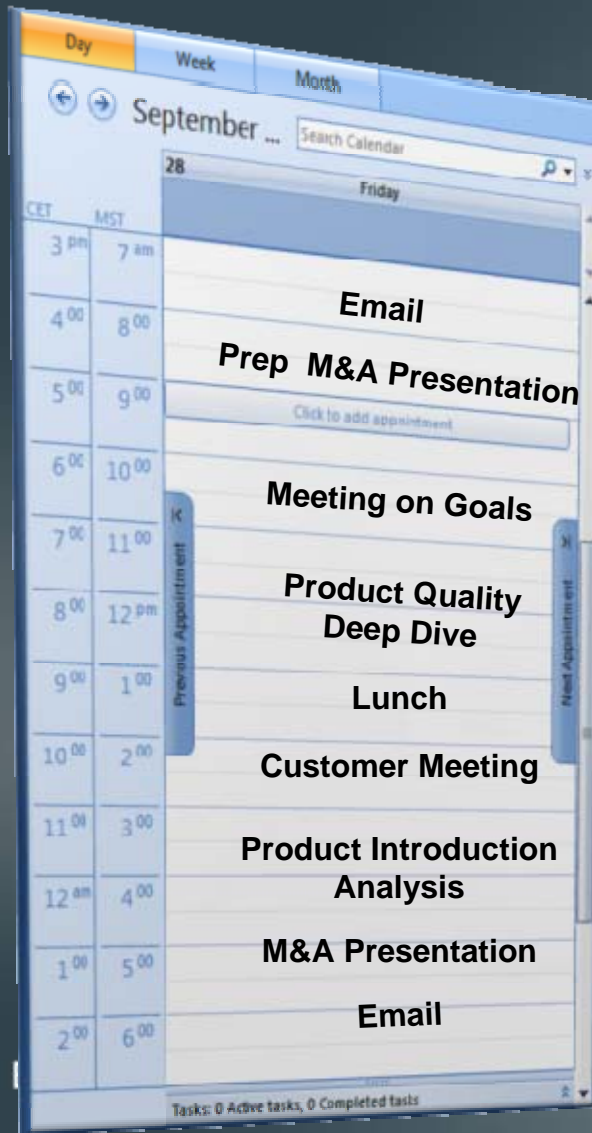 Day Week Month
September ... Search Calendar
28 Friday
CET MST
3 pm 7 am
Email
4 00 8 00
Prep M&A Presentation
5 00 9 00
Click to add appointment
6 00 10 00
Meeting on Goals
7 00 11 00
Product Quality
Deep Dive
8 00 12 pm
Previous Appointment
Next Appointment
9 00 1 00
Lunch
10 00 2 00
Customer Meeting
11 00 3 00
Product Introduction
Analysis
12 am 4 00
M&A Presentation
1 00 5 00
Email
2 00 6 00
Tasks: 0 Active tasks, 0 Completed tasks